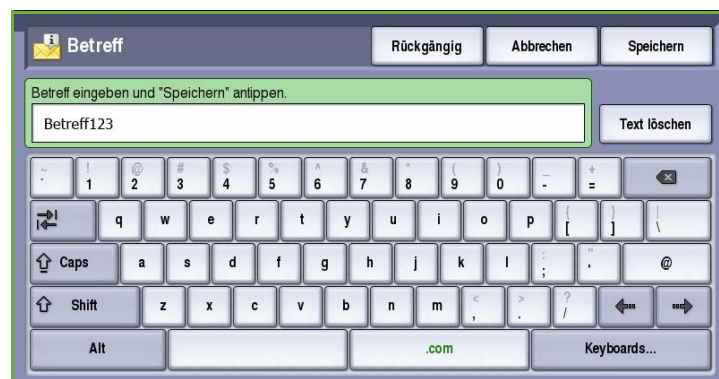 Betreff
Rückgängig
Abbrechen
Speichern
Betreff eingeben und "Speichern" antippen.
Betreff123
Text löschen
~ ! 1 @ 2 # 3 $ 4 % 5 ^ 6 & 7 * 8 ( 9 ) 0 _ - + =
q w e r t y u i o p { [ } ] | \
Caps a s d f g h j k l : ; " ' @
Shift z x c v b n m < , > . ? /
Alt .com Keyboards...